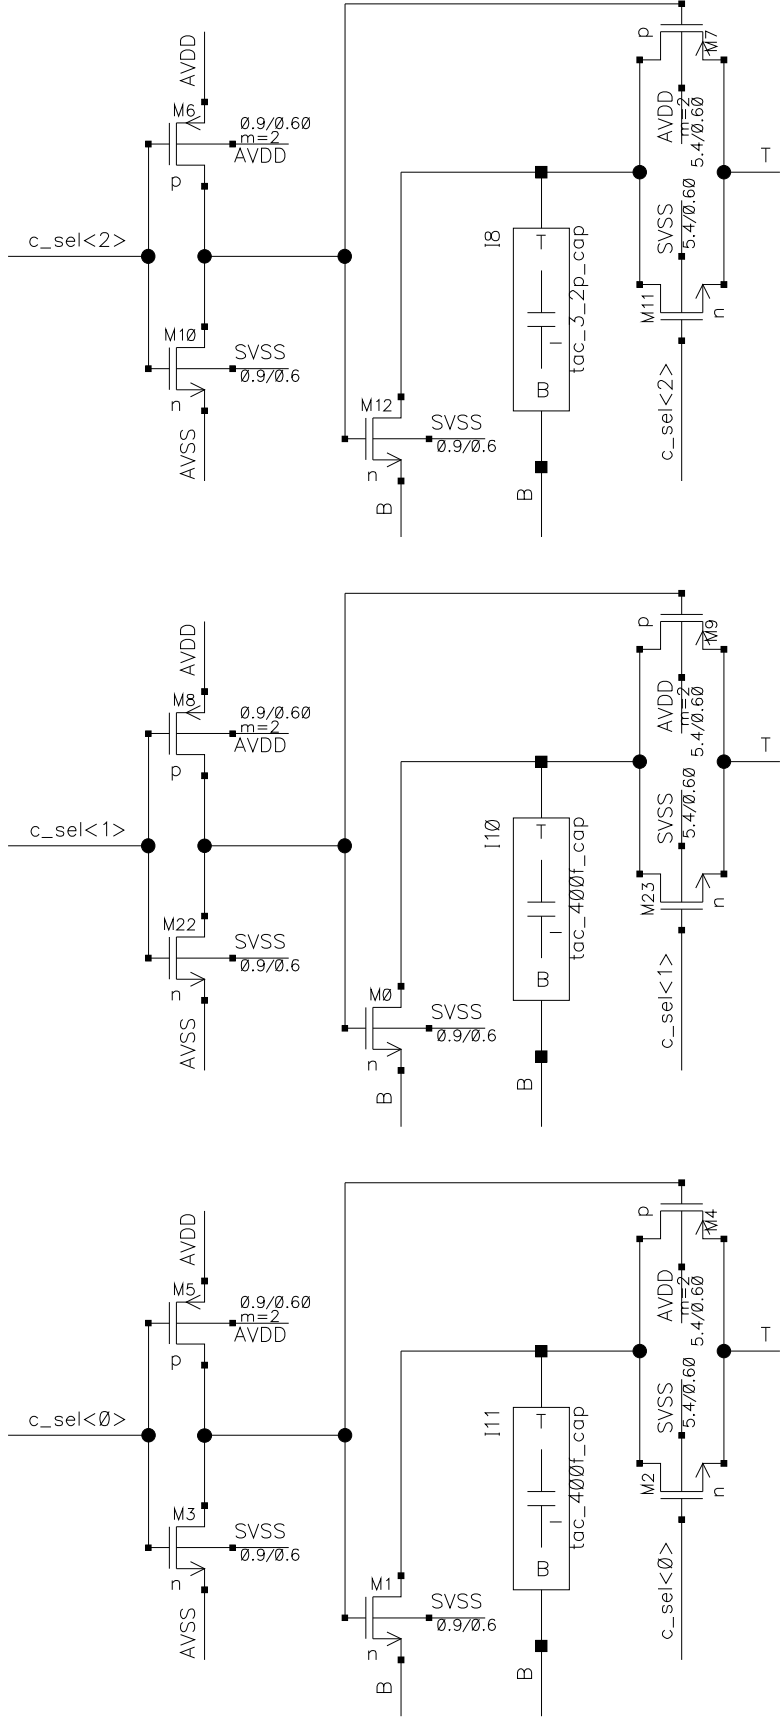 M7
p
AVDD
M6
0.9/0.60
m=2
AVDD
p
AVDD
m=2
5.4/0.60
T
c_sel<2>
SVSS
5.4/0.60
I8
T
tac_3_2p_cap
B
M11
n
M10
SVSS
0.9/0.6
n
AVSS
M12
SVSS
0.9/0.6
n
B
B
c_sel<2>
M9
p
AVDD
M8
0.9/0.60
m=2
AVDD
p
AVDD
m=2
5.4/0.60
T
c_sel<1>
SVSS
5.4/0.60
I10
T
tac_400f_cap
B
M23
n
M22
SVSS
0.9/0.6
n
AVSS
M0
SVSS
0.9/0.6
n
B
B
c_sel<1>
M4
p
AVDD
M5
0.9/0.60
m=2
AVDD
p
AVDD
m=2
5.4/0.60
T
c_sel<0>
SVSS
5.4/0.60
I11
T
tac_400f_cap
B
M2
n
M3
SVSS
0.9/0.6
n
AVSS
M1
SVSS
0.9/0.6
n
B
B
c_sel<0>